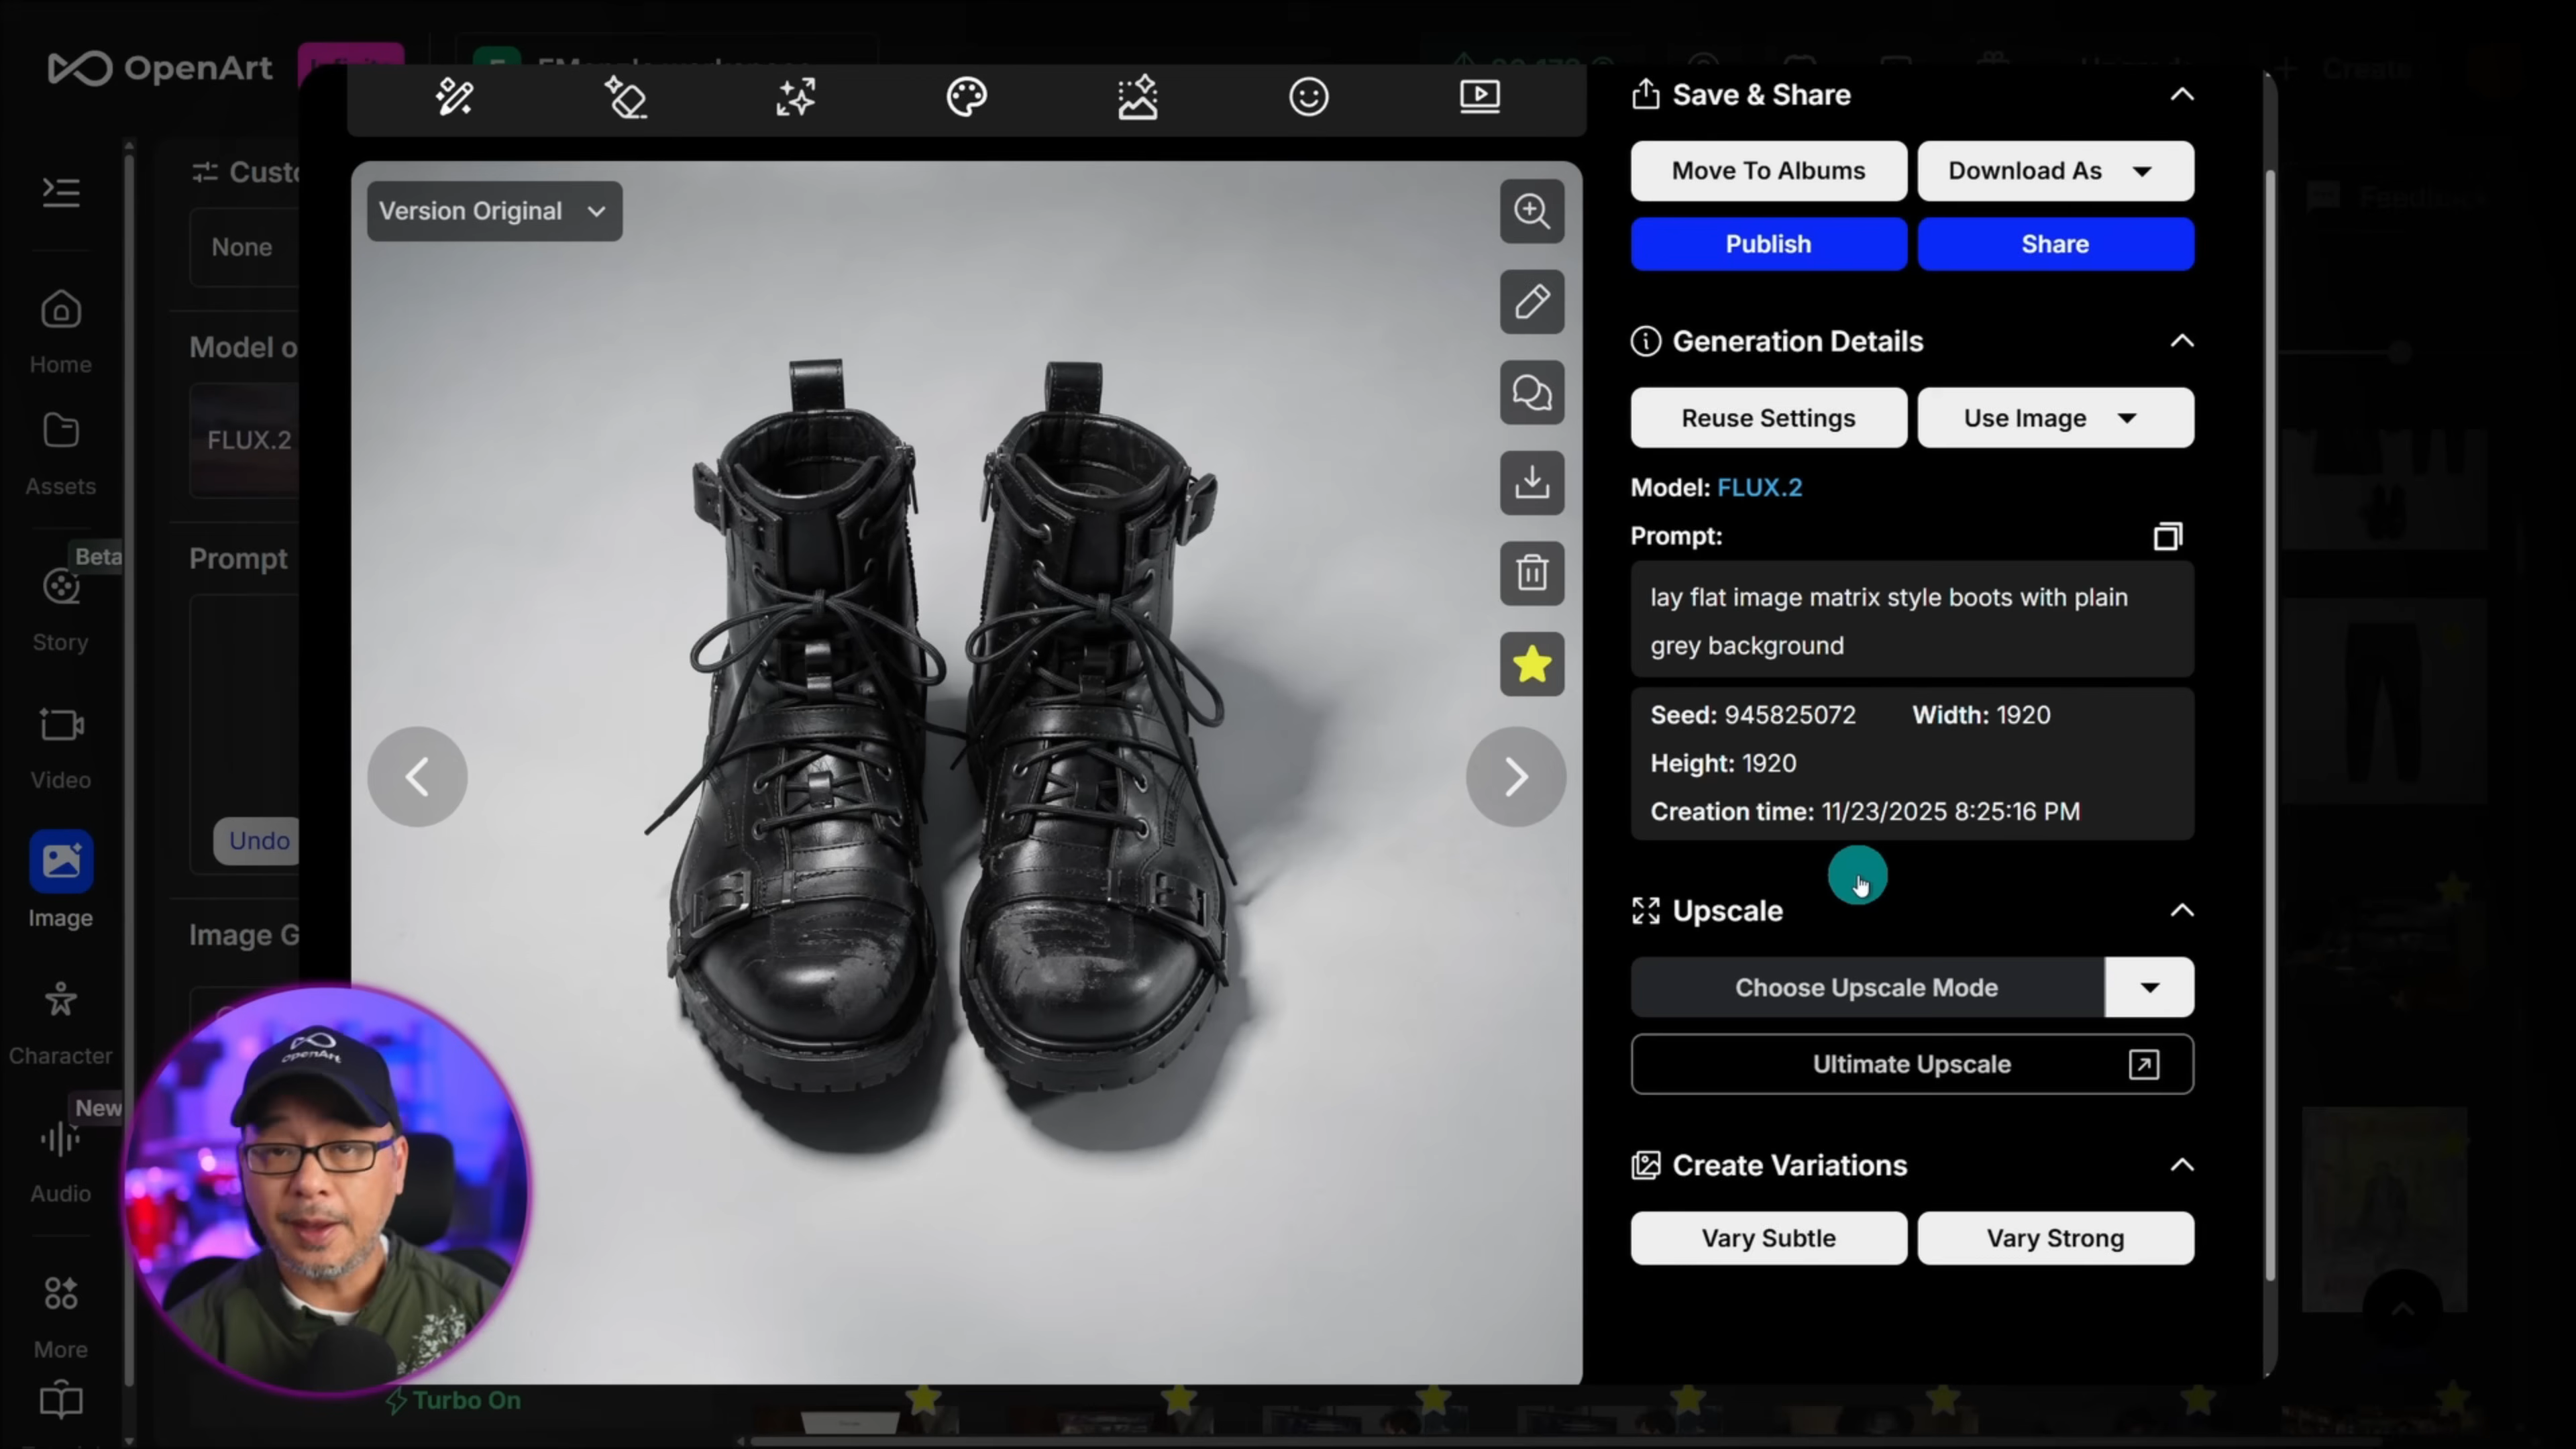 OpenArt
Save & Share
Move To Albums
Download As
Publish
Share
Generation Details
Reuse Settings
Use Image
Model: FLUX.2
Prompt:
lay flat image matrix style boots with plain
grey background
Seed: 945825072 Width: 1920
Height: 1920
Creation time: 11/23/2025 8:25:16 PM
Upscale
Choose Upscale Mode
Ultimate Upscale
Create Variations
Vary Subtle
Vary Strong
Version Original
None
Model o
FLUX.2
Prompt
Undo
Image G
Turbo On
Home
Assets
Beta
Story
Video
Image
Character
New
Audio
More
OpenArt
Upgrade
Create
Feedback